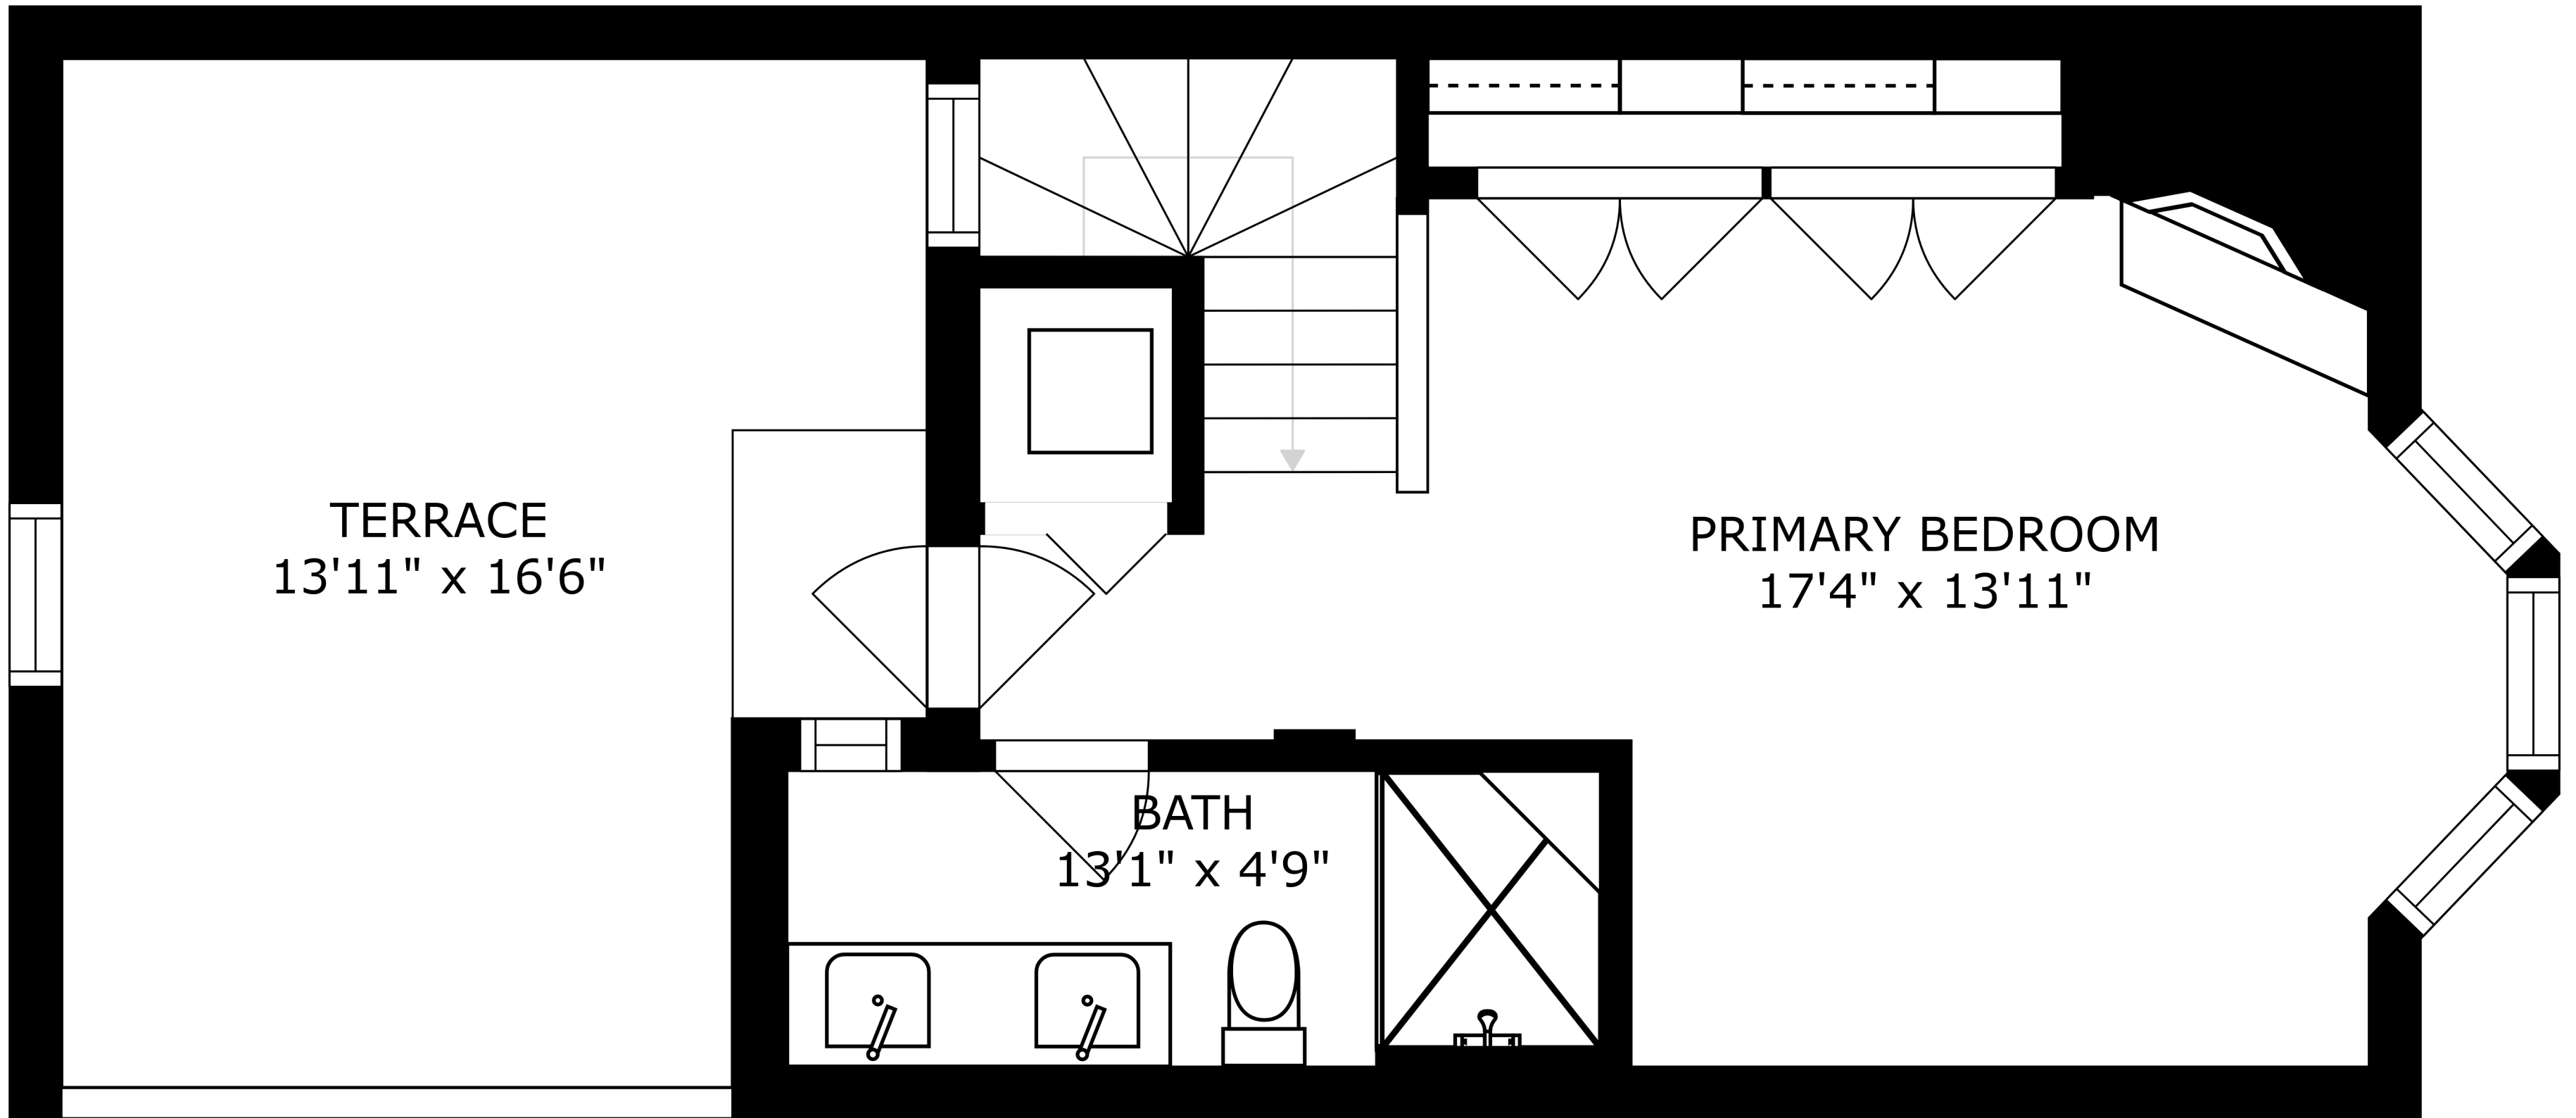 TERRACE
13'11" x 16'6"
PRIMARY BEDROOM
17'4" x 13'11"
BATH
13'1" x 4'9"